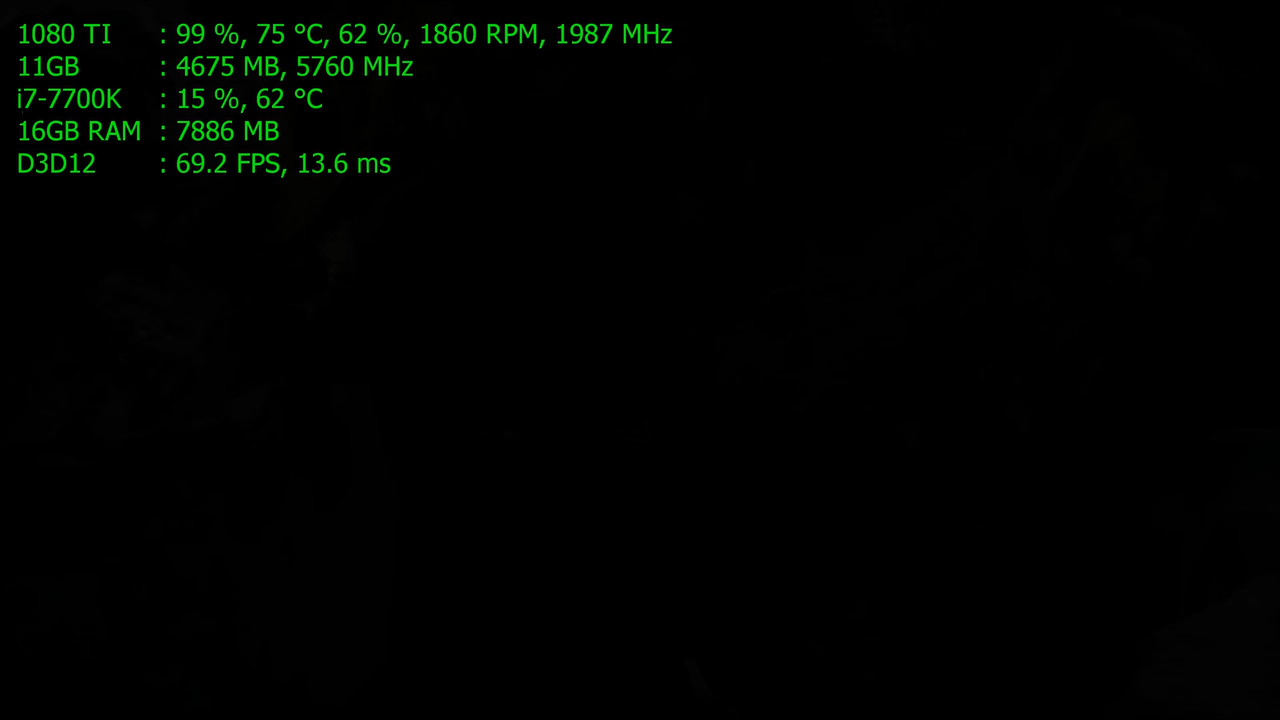 1080 TI : 99 %, 75 °C, 62 %, 1860 RPM, 1987 MHz
11GB : 4675 MB, 5760 MHz
i7-7700K : 15 %, 62 °C
16GB RAM : 7886 MB
D3D12 : 69.2 FPS, 13.6 ms